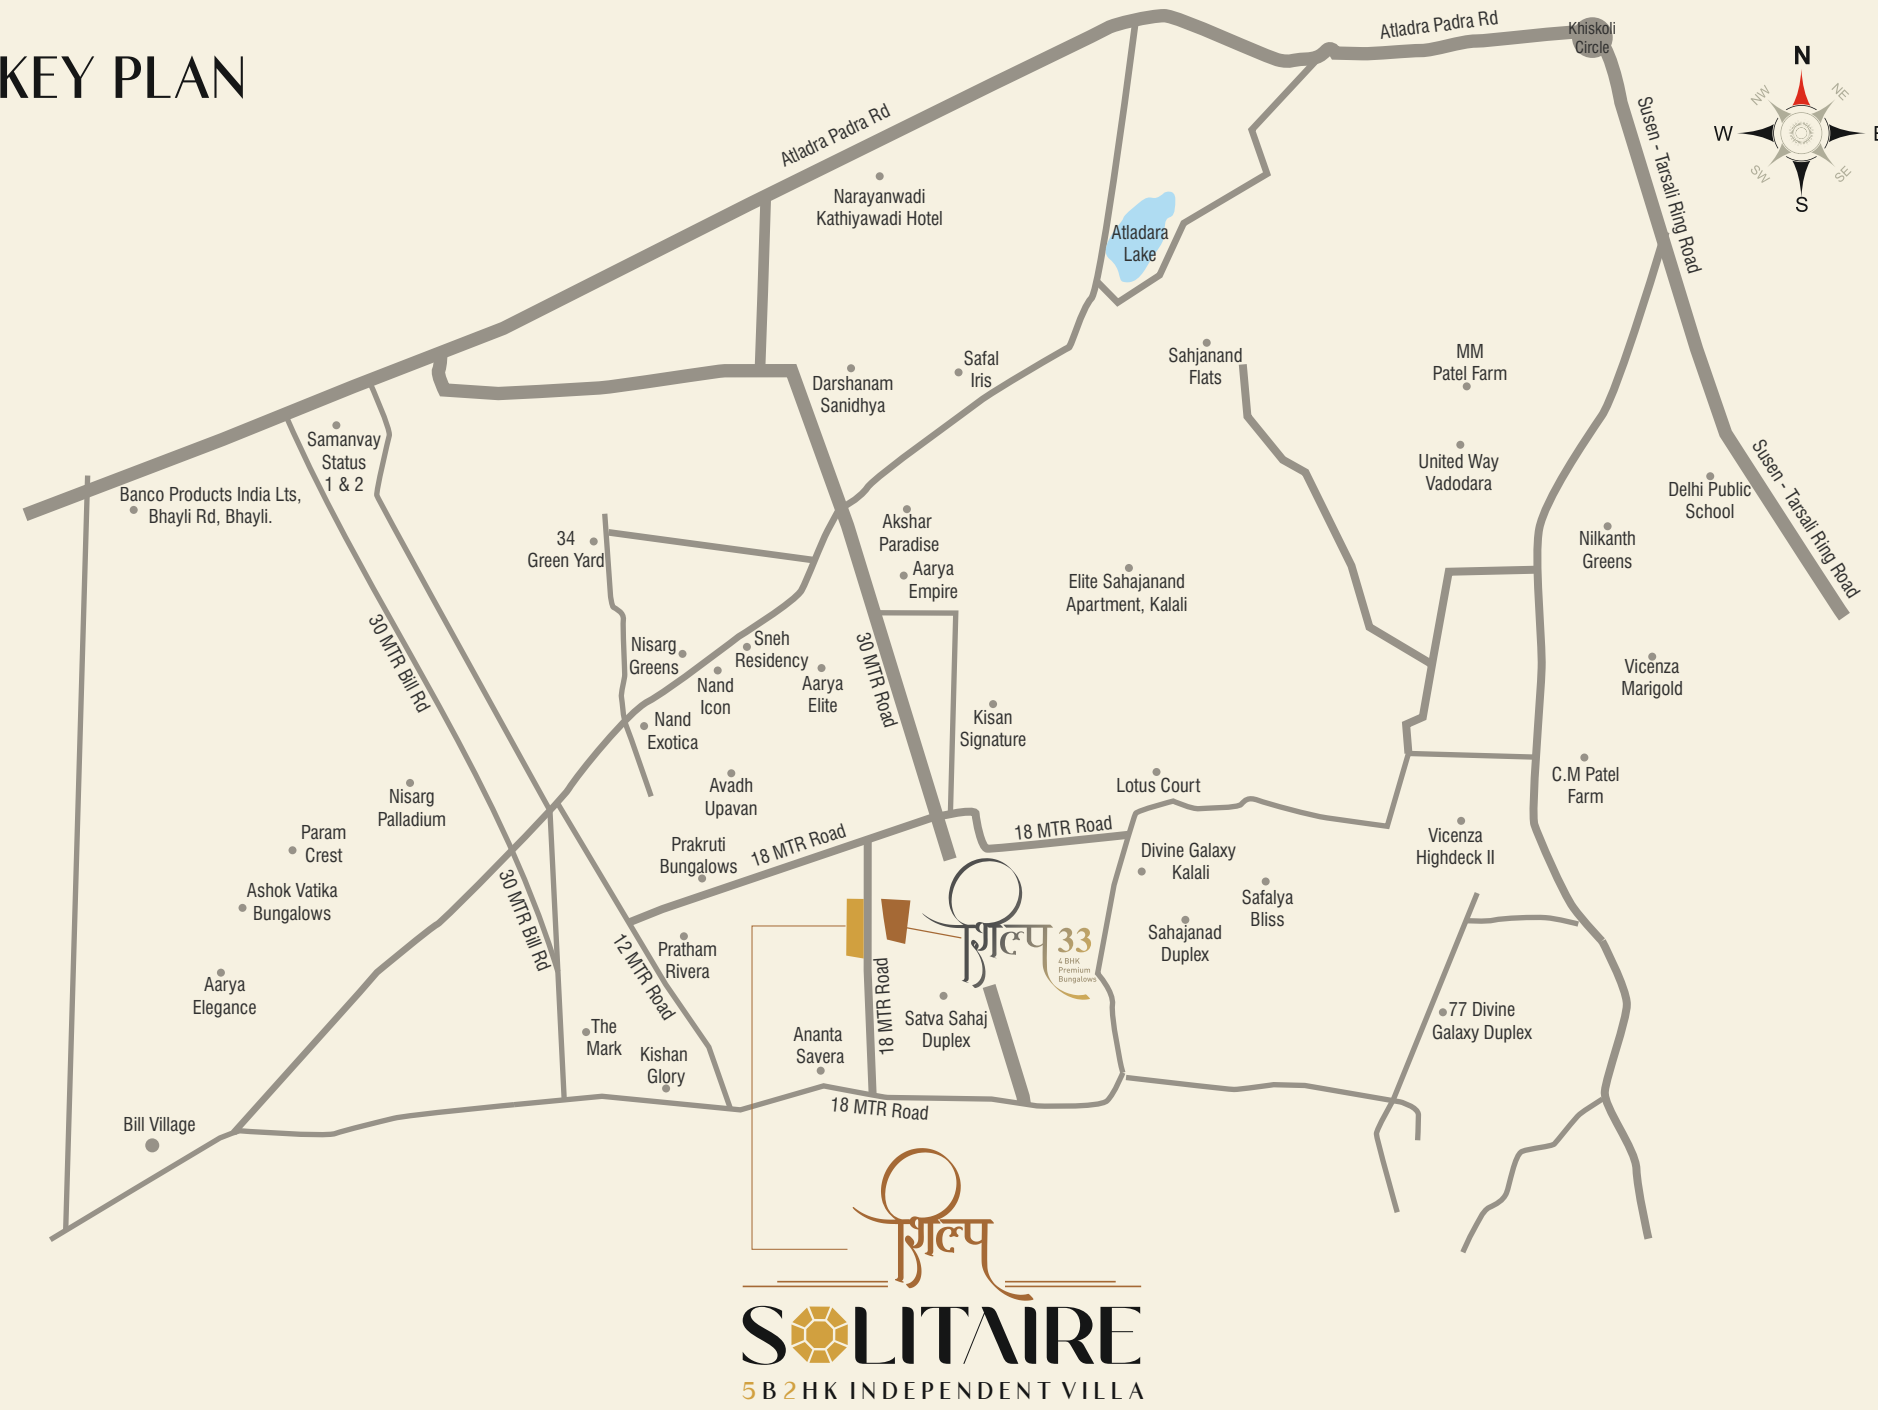 KEY PLAN
Atladra Padra Rd
Khiskoli
Circle
N
NW
NE
W
E
SW
SE
S
Atladra Padra Rd
Susen - Tarsali Ring Road
Narayanwadi
Kathiyawadi Hotel
Atladara
Lake
Safal
Iris
Sahjanand
Flats
MM
Patel Farm
Darshanam
Sanidhya
Samanvay
Status
1 & 2
United Way
Vadodara
Delhi Public
School
Susen - Tarsali Ring Road
Banco Products India Lts,
Bhayli Rd, Bhayli.
34
Green Yard
Akshar
Paradise
Aarya
Empire
Nilkanth
Greens
Elite Sahajanand
Apartment, Kalali
30 MTR Bill Rd
Nisarg
Greens
Sneh
Residency
Nand
Icon
Aarya
Elite
30 MTR Road
Vicenza
Marigold
Nand
Exotica
Kisan
Signature
Avadh
Upavan
Lotus Court
C.M Patel
Farm
Nisarg
Palladium
Param
Crest
Prakruti
Bungalows
18 MTR Road
18 MTR Road
Divine Galaxy
Kalali
Vicenza
Highdeck II
Ashok Vatika
Bungalows
30 MTR Bill Rd
Safalya
Bliss
Sahajanad
Duplex
शिल्प 33
4 BHK
Premium
Bungalows
12 MTR Road
Pratham
Rivera
18 MTR Road
Aarya
Elegance
Satva Sahaj
Duplex
77 Divine
Galaxy Duplex
The
Mark
Kishan
Glory
Ananta
Savera
18 MTR Road
Bill Village
शिल्प
SOLITAIRE
5B2HK INDEPENDENT VILLA